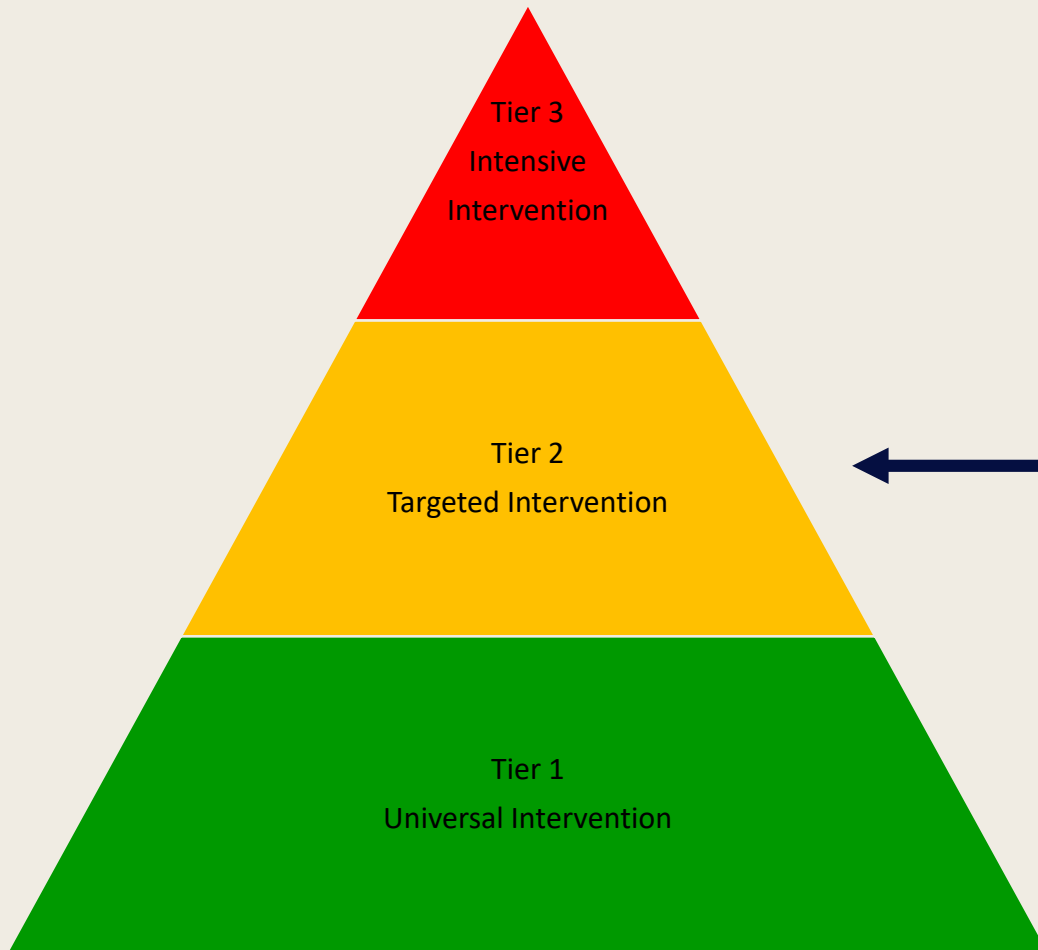 Tier 3
Intensive
Intervention
Tier 2
Targeted Intervention
Tier 1
Universal Intervention